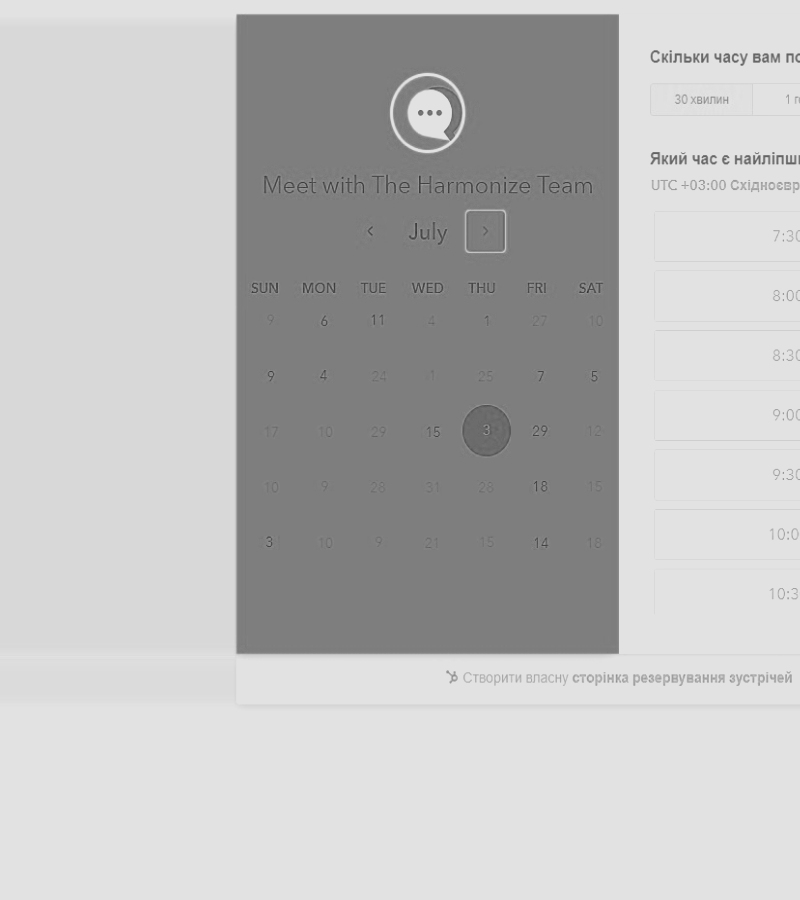 Meet with The Harmonize Team
July
SUN MON TUE WED THU FRI SAT
9 6 11 4 1 27 10
9 4 24 1 25 7 5
17 10 29 15 3 29 12
10 9 28 31 28 18 15
3 10 9 21 15 14 18
Скільки часу вам по
30 хвилин 1 г
Який час є найліпш
UTC +03:00 Східноєвр
7:30
8:00
8:30
9:00
9:30
10:0
10:3
Створити власну сторінка резервування зустрічей